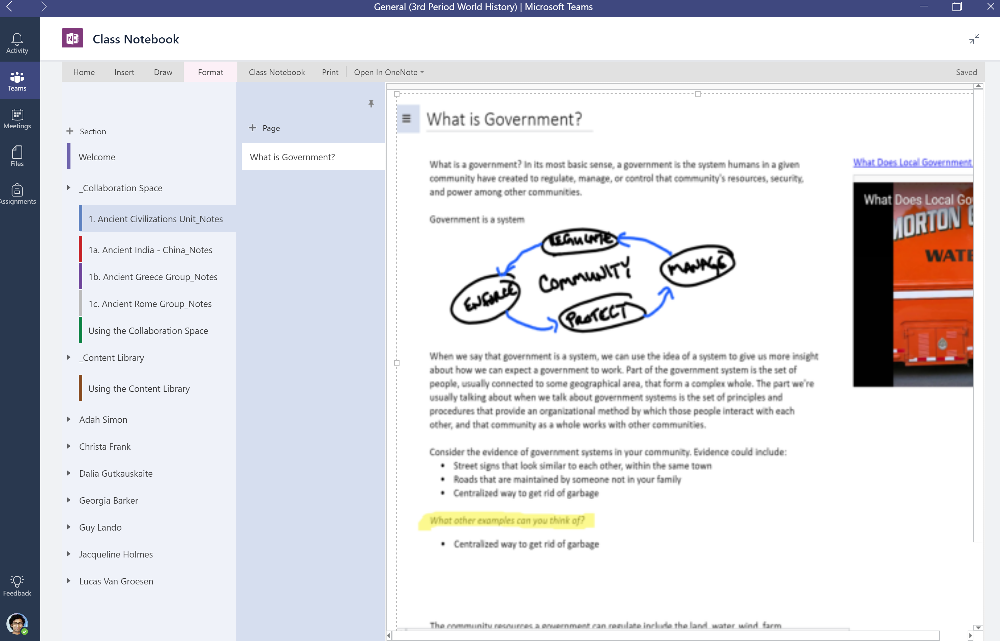 General (3rd Period World History) | Microsoft Teams
Class Notebook
Activity
Teams
Meetings
Files
Assignments
Feedback
Home Insert Draw Format Class Notebook Print Open In OneNote Saved
Section
Welcome
_Collaboration Space
1. Ancient Civilizations Unit_Notes
1a. Ancient India - China_Notes
1b. Ancient Greece Group_Notes
1c. Ancient Rome Group_Notes
Using the Collaboration Space
_Content Library
Using the Content Library
Adah Simon
Christa Frank
Dalia Gutkauskaite
Georgia Barker
Guy Lando
Jacqueline Holmes
Lucas Van Groesen
Page
What is Government?
What is Government?
What is a government? In its most basic sense, a government is the system humans in a given
community have created to regulate, manage, or control that community's resources, security,
and power among other communities.
Government is a system
REGULATE
MANAGE
COMMUNITY
ENFORCE
PROTECT
When we say that government is a system, we can use the idea of a system to give us more insight
about how we can expect a government to work. Part of the government system is the set of
people, usually connected to some geographical area, that form a complex whole. The part we're
usually talking about when we talk about government systems is the set of principles and
procedures that provide an organizational method by which those people interact with each
other, and that community as a whole works with other communities.
Consider the evidence of government systems in your community. Evidence could include:
• Street signs that look similar to each other, within the same town
• Roads that are maintained by someone not in your family
• Centralized way to get rid of garbage
What other examples can you think of?
• Centralized way to get rid of garbage
The community resources a government can regulate include the land, water, wind, farm
What Does Local Government
What Does Local Go
MORTON G
WATE